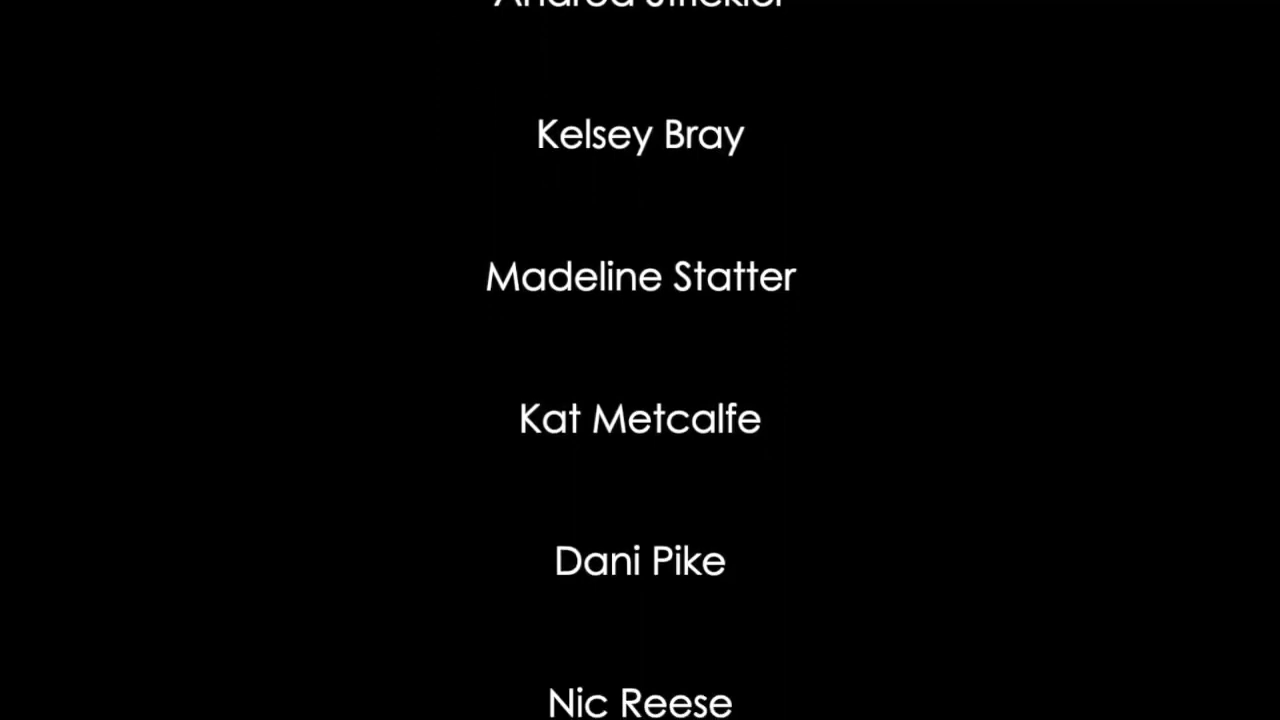 Kelsey Bray
Madeline Statter
Kat Metcalfe
Dani Pike
Nic Reese